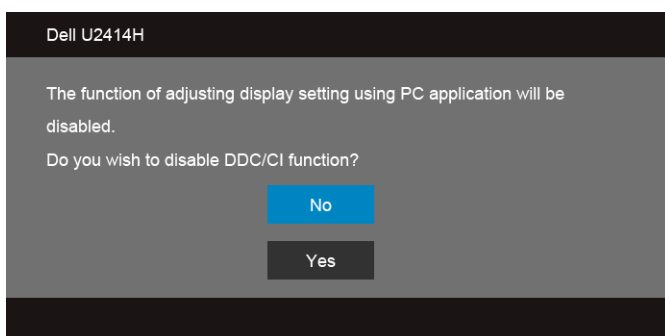 Dell U2414H
The function of adjusting display setting using PC application will be
disabled.
Do you wish to disable DDC/CI function?
No
Yes